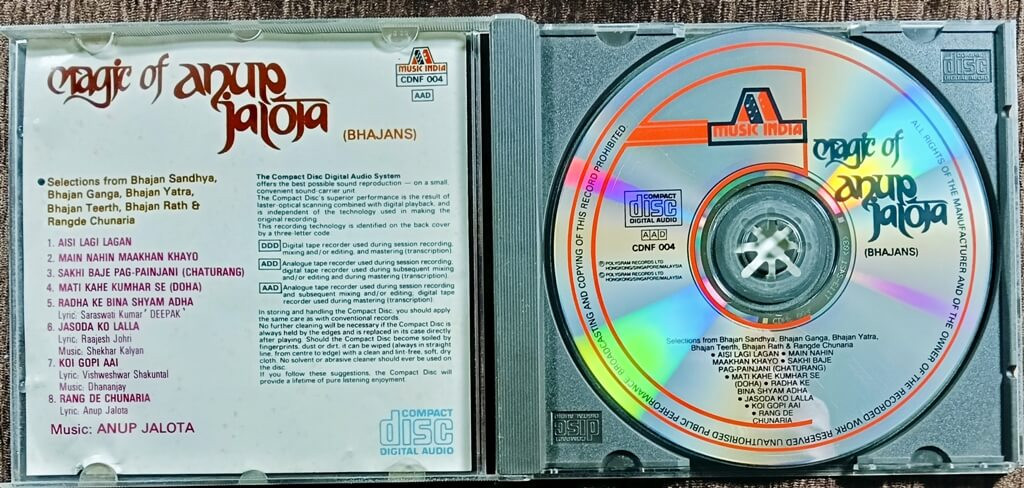 magic of anup
jalota
(BHAJANS)
MUSIC INDIA
CDNF 004
AAD
• Selections from Bhajan Sandhya,
Bhajan Ganga, Bhajan Yatra,
Bhajan Teerth, Bhajan Rath &
Rangde Chunaria
1. AISI LAGI LAGAN
2. MAIN NAHIN MAAKHAN KHAYO
3. SAKHI BAJE PAG-PAINJANI (CHATURANG)
4. MATI KAHE KUMHAR SE (DOHA)
5. RADHA KE BINA SHYAM ADHA
Lyric: Saraswati Kumar 'DEEPAK'
6. JASODA KO LALLA
Lyric: Raajesh Johri
Music: Shekhar Kalyan
7. KOI GOPI AAI
Lyric: Vishweshwar Shakuntal
Music: Dhananjay
8. RANG DE CHUNARIA
Lyric: Anup Jalota
Music: ANUP JALOTA
The Compact Disc Digital Audio System
offers the best possible sound reproduction — on a small,
convenient sound-carrier unit.
The Compact Disc's superior performance is the result of
laser-optical scanning combined with digital playback, and
is independent of the technology used in making the
original recording.
This recording technology is identified on the back cover
by a three-letter code:
DDD Digital tape recorder used during session recording,
mixing and/or editing, and mastering (transcription).
ADD Analogue tape recorder used during session recording,
digital tape recorder used during subsequent mixing
and/or editing and during mastering (transcription).
AAD Analogue tape recorder used during session recording
and subsequent mixing and/or editing; digital tape
recorder used during mastering (transcription).
In storing and handling the Compact Disc, you should apply
the same care as with conventional records.
No further cleaning will be necessary if the Compact Disc is
always held by the edges and is replaced in its case directly
after playing. Should the Compact Disc become soiled by
fingerprints, dust or dirt, it can be wiped (always in straight
line, from centre to edge) with a clean and lint-free, soft, dry
cloth. No solvent or abrasive cleaner should ever be used on
the disc.
If you follow these suggestions, the Compact Disc will
provide a lifetime of pure listening enjoyment.
COMPACT
disc
DIGITAL AUDIO
disc
DIGITAL AUDIO
MUSIC INDIA
magic of
anup
jalota
(BHAJANS)
COMPACT
disc
DIGITAL AUDIO
AAD
CDNF 004
Ⓟ POLYGRAM RECORDS LTD
HONGKONG/SINGAPORE/MALAYSIA
© POLYGRAM RECORDS LTD
HONGKONG/SINGAPORE/MALAYSIA
Selections from Bhajan Sandhya, Bhajan Ganga, Bhajan Yatra,
Bhajan Teerth, Bhajan Rath & Rangde Chunaria
• AISI LAGI LAGAN • MAIN NAHIN
MAAKHAN KHAYO • SAKHI BAJE
PAG-PAINJANI (CHATURANG)
• MATI KAHE KUMHAR SE
(DOHA) • RADHA KE
BINA SHYAM ADHA
• JASODA KO LALLA
• KOI GOPI AAI
• RANG DE
CHUNARIA
ALL RIGHTS OF THE MANUFACTURER AND OF THE OWNER OF THE RECORDED WORK RESERVED UNAUTHORISED PUBLIC PERFORMANCE BROADCASTING AND COPYING OF THIS RECORD PROHIBITED
disc